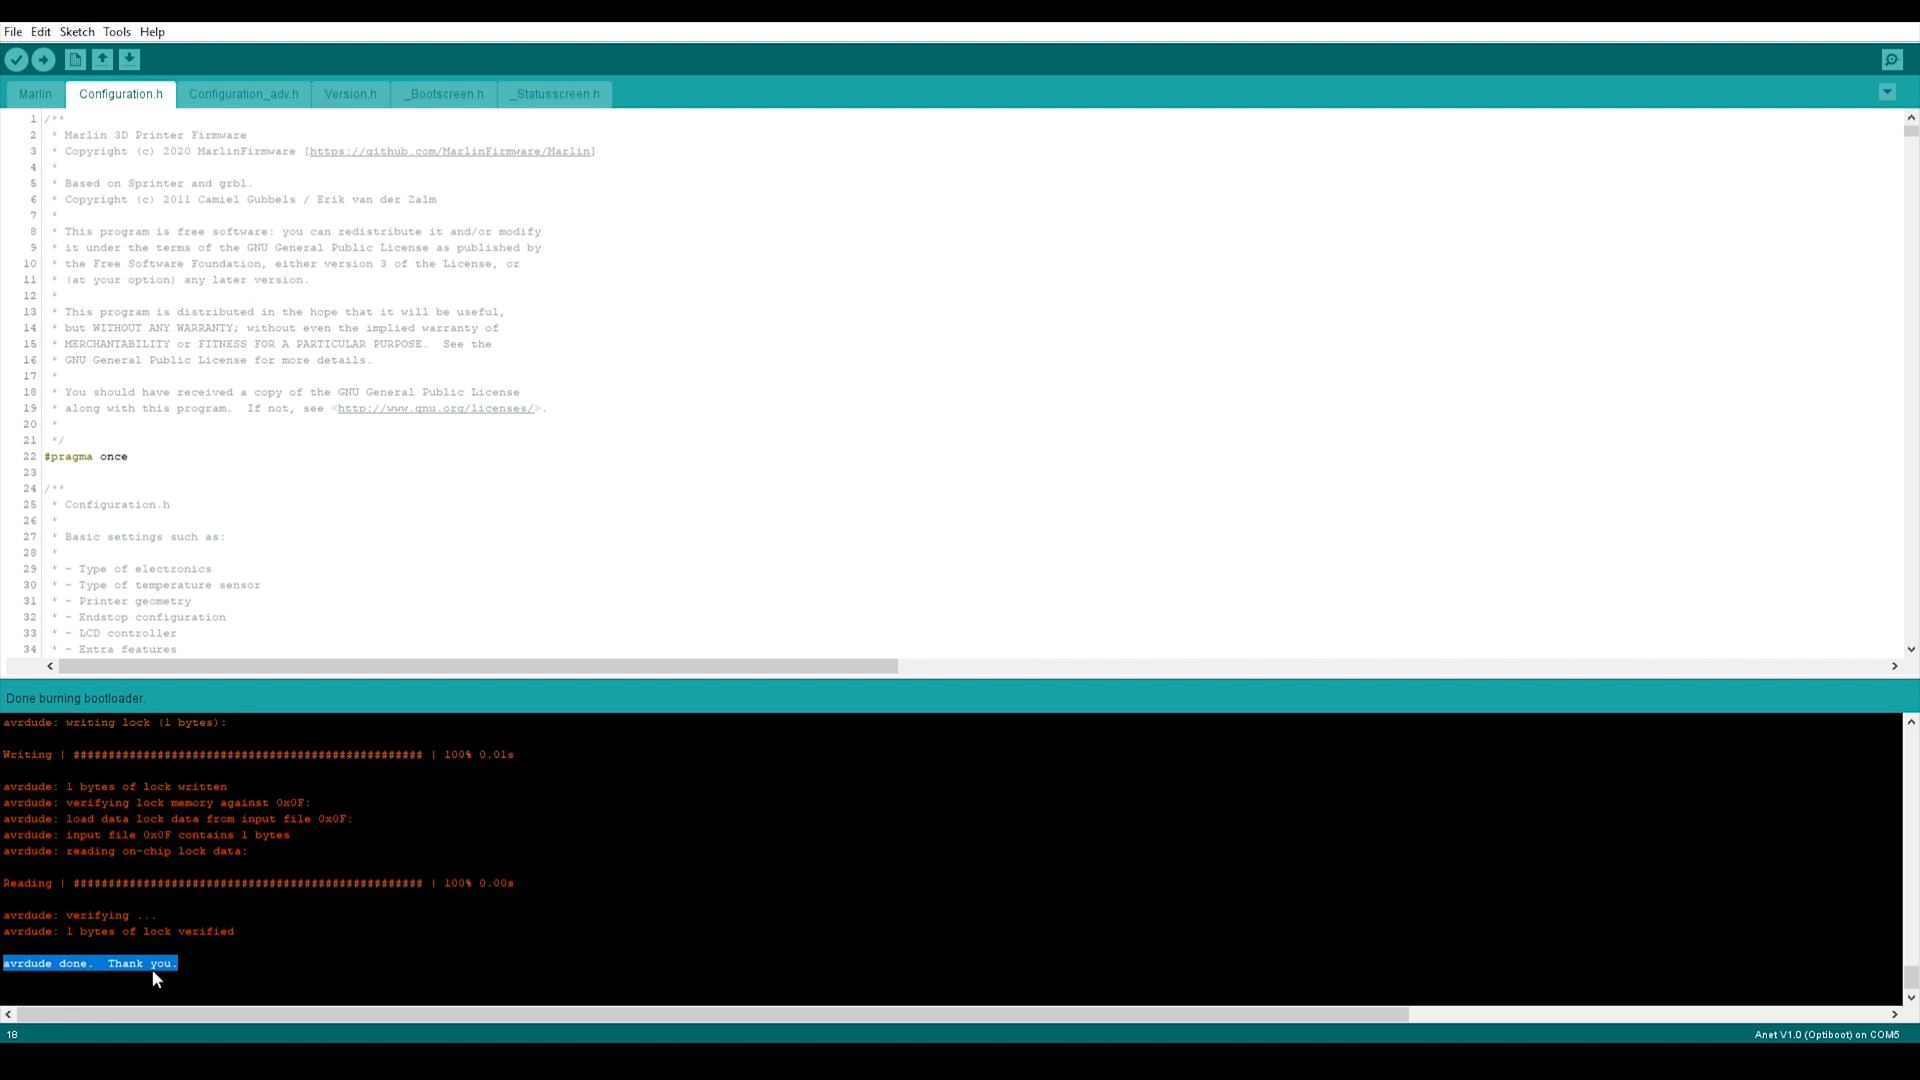 File Edit Sketch Tools Help
Marlin Configuration.h Configuration_adv.h Version.h _Bootscreen.h _Statusscreen.h
1 /**
2 * Marlin 3D Printer Firmware
3 * Copyright (c) 2020 MarlinFirmware [https://github.com/MarlinFirmware/Marlin]
4 *
5 * Based on Sprinter and grbl.
6 * Copyright (c) 2011 Camiel Gubbels / Erik van der Zalm
7 *
8 * This program is free software: you can redistribute it and/or modify
9 * it under the terms of the GNU General Public License as published by
10 * the Free Software Foundation, either version 3 of the License, or
11 * (at your option) any later version.
12 *
13 * This program is distributed in the hope that it will be useful,
14 * but WITHOUT ANY WARRANTY; without even the implied warranty of
15 * MERCHANTABILITY or FITNESS FOR A PARTICULAR PURPOSE.  See the
16 * GNU General Public License for more details.
17 *
18 * You should have received a copy of the GNU General Public License
19 * along with this program.  If not, see <http://www.gnu.org/licenses/>.
20 *
21 */
22 #pragma once
23
24 /**
25 * Configuration.h
26 *
27 * Basic settings such as:
28 *
29 * - Type of electronics
30 * - Type of temperature sensor
31 * - Printer geometry
32 * - Endstop configuration
33 * - LCD controller
34 * - Extra features
Done burning bootloader.
avrdude: writing lock (1 bytes):
Writing | ################################################## | 100% 0.01s
avrdude: 1 bytes of lock written
avrdude: verifying lock memory against 0x0F:
avrdude: load data lock data from input file 0x0F:
avrdude: input file 0x0F contains 1 bytes
avrdude: reading on-chip lock data:
Reading | ################################################## | 100% 0.00s
avrdude: verifying ...
avrdude: 1 bytes of lock verified
avrdude done.  Thank you.
18 Anet V1.0 (Optiboot) on COM5